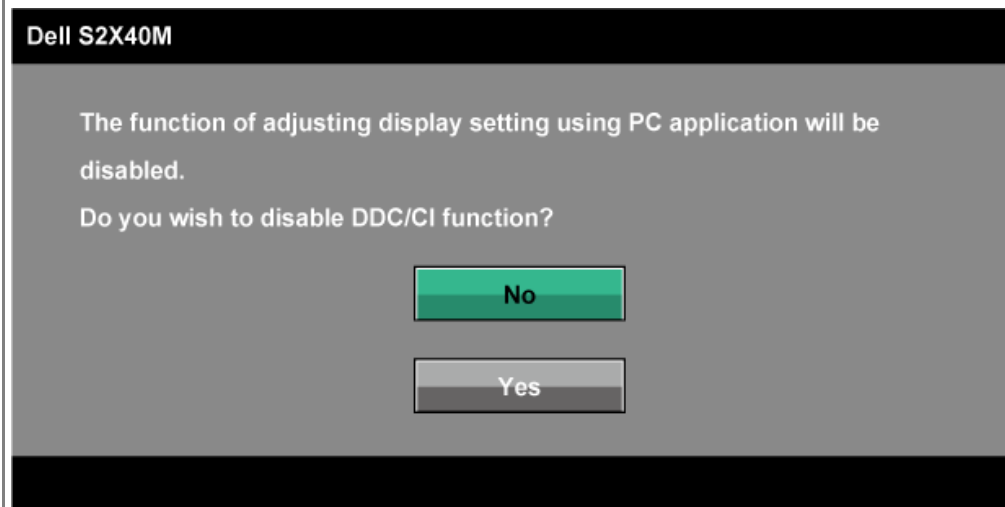 Dell S2X40M
The function of adjusting display setting using PC application will be
disabled.
Do you wish to disable DDC/CI function?
No
Yes